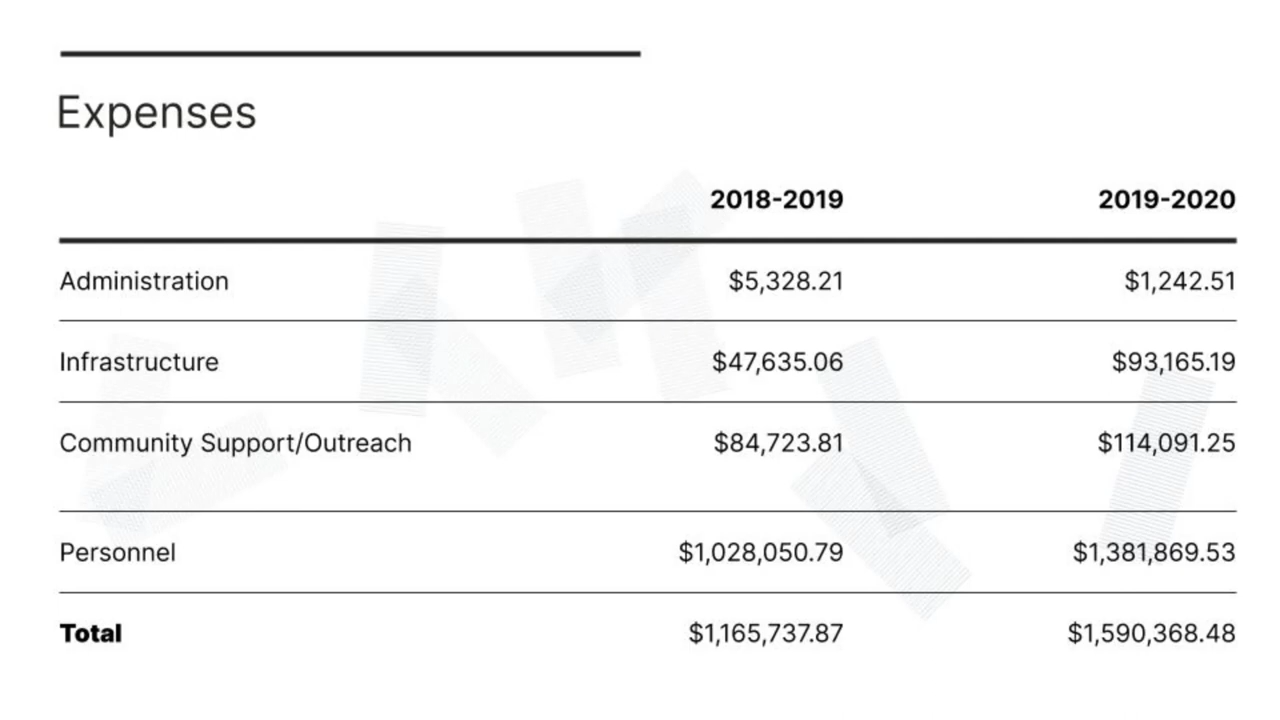 Expenses
2018-2019 2019-2020
Administration $5,328.21 $1,242.51
Infrastructure $47,635.06 $93,165.19
Community Support/Outreach $84,723.81 $114,091.25
Personnel $1,028,050.79 $1,381,869.53
Total $1,165,737.87 $1,590,368.48